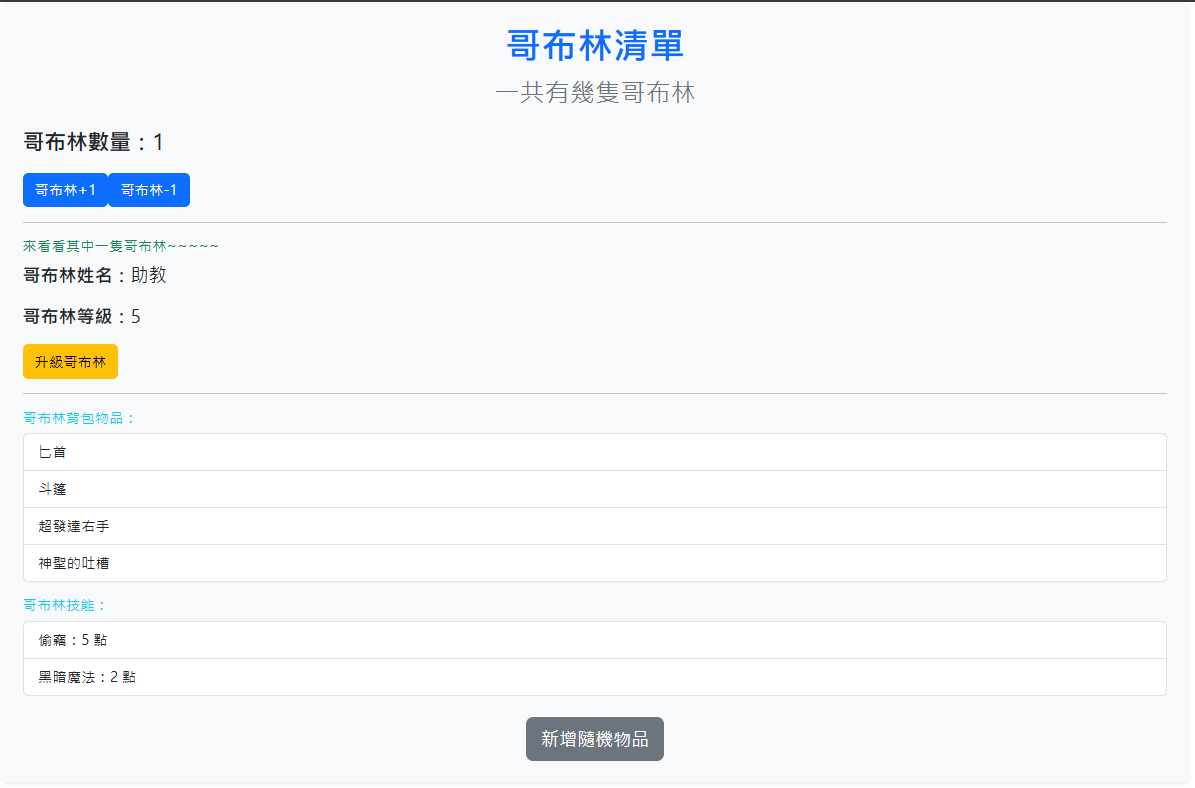 哥布林清單
一共有幾隻哥布林
哥布林數量：1
哥布林+1 哥布林-1
來看看其中一隻哥布林~~~~~
哥布林姓名：助教
哥布林等級：5
升級哥布林
哥布林背包物品：
匕首
斗篷
超發達右手
神聖的吐槽
哥布林技能：
偷竊：5 點
黑暗魔法：2 點
新增隨機物品